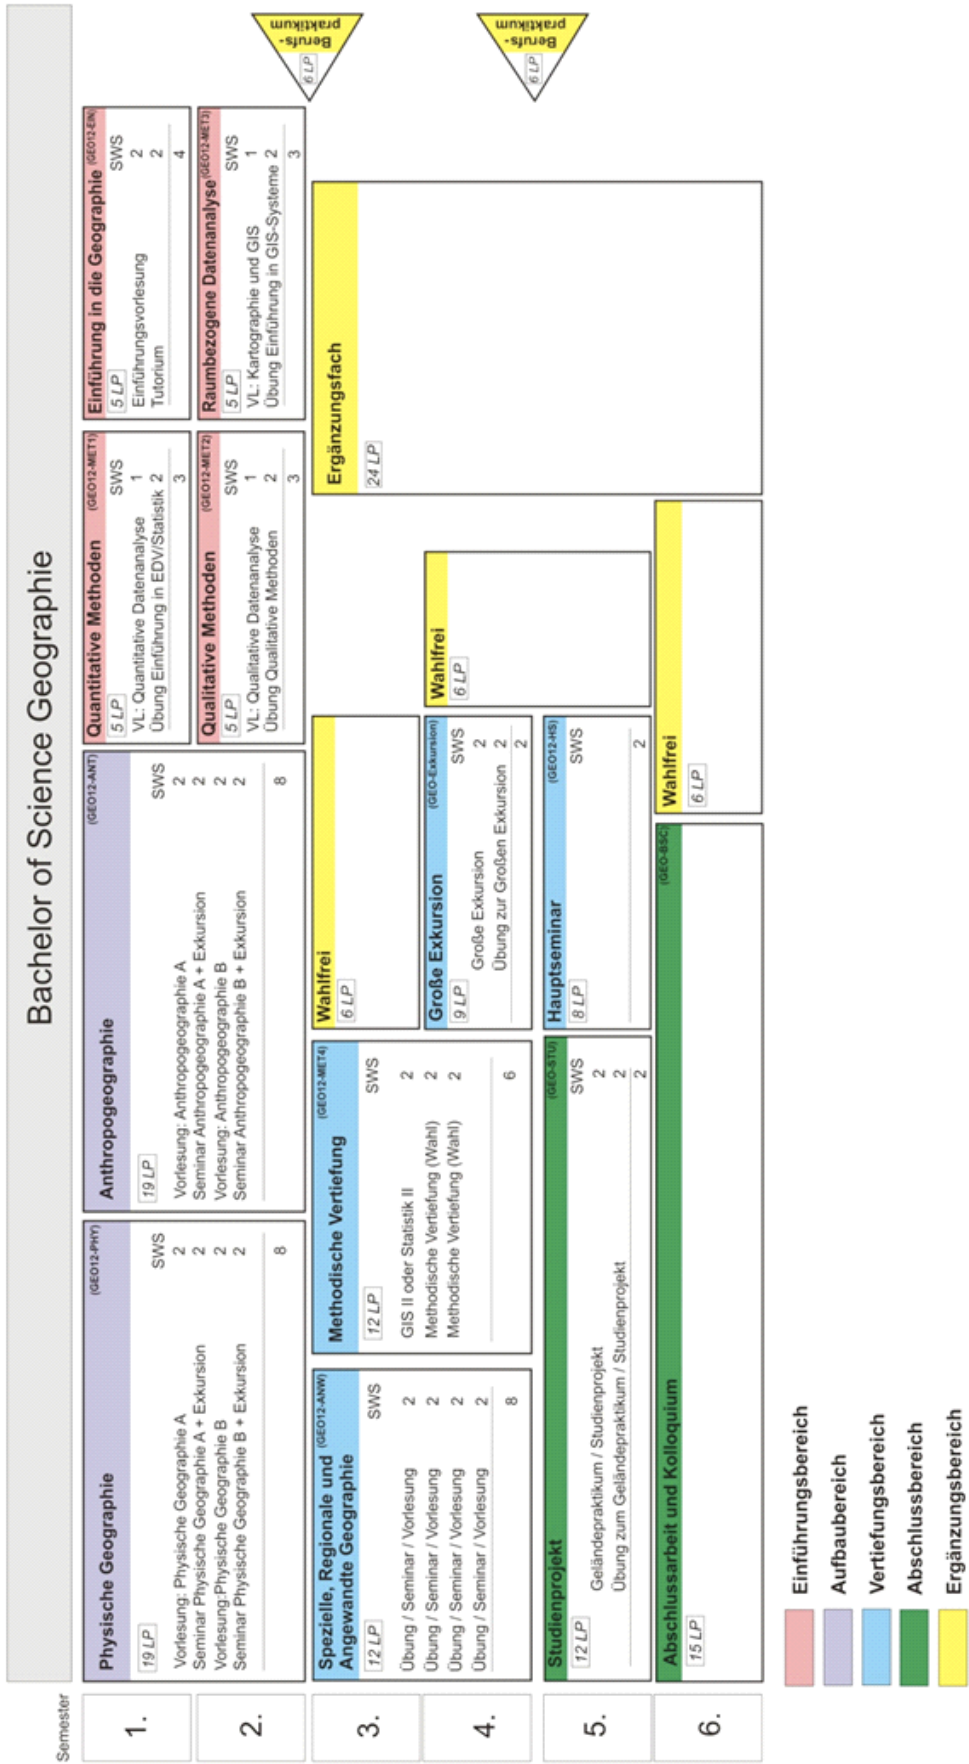 Bachelor of Science Geographie
Semester
1.
2.
3.
4.
5.
6.
Physische Geographie (GEO12-PHY)
19 LP
SWS
Vorlesung: Physische Geographie A 2
Seminar Physische Geographie A + Exkursion 2
Vorlesung:Physische Geographie B 2
Seminar Physische Geographie B + Exkursion 2
8
Anthropogeographie (GEO12-ANT)
19 LP
SWS
Vorlesung: Anthropogeographie A 2
Seminar Anthropogeographie A + Exkursion 2
Vorlesung: Anthropogeographie B 2
Seminar Anthropogeographie B + Exkursion 2
8
Quantitative Methoden (GEO12-MET1)
5 LP SWS
VL: Quantitative Datenanalyse 1
Übung Einführung in EDV/Statistik 2
3
Einführung in die Geographie (GEO12-EIN)
5 LP SWS
Einführungsvorlesung 2
Tutorium 2
4
Qualitative Methoden (GEO12-MET2)
5 LP SWS
VL: Qualitative Datenanalyse 1
Übung Qualitative Methoden 2
3
Raumbezogene Datenanalyse (GEO12-MET3)
5 LP SWS
VL: Kartographie und GIS 1
Übung Einführung in GIS-Systeme 2
3
Berufs-
praktikum
6 LP
Spezielle, Regionale und (GEO12-ANW)
Angewandte Geographie
12 LP SWS
Übung / Seminar / Vorlesung 2
Übung / Seminar / Vorlesung 2
Übung / Seminar / Vorlesung 2
Übung / Seminar / Vorlesung 2
8
Methodische Vertiefung (GEO12-MET4)
12 LP SWS
GIS II oder Statistik II 2
Methodische Vertiefung (Wahl) 2
Methodische Vertiefung (Wahl) 2
6
Wahlfrei
6 LP
Ergänzungsfach
24 LP
Große Exkursion (GEO-Exkursion)
9 LP SWS
Große Exkursion 2
Übung zur Großen Exkursion 2
2
Wahlfrei
6 LP
Berufs-
praktikum
6 LP
Studienprojekt (GEO-STU)
12 LP SWS
Geländepraktikum / Studienprojekt 2
Übung zum Geländepraktikum / Studienprojekt 2
2
Hauptseminar (GEO12-HS)
8 LP SWS
2
Abschlussarbeit und Kolloquium (GEO-BSC)
15 LP
Wahlfrei
6 LP
Einführungsbereich
Aufbaubereich
Vertiefungsbereich
Abschlussbereich
Ergänzungsbereich